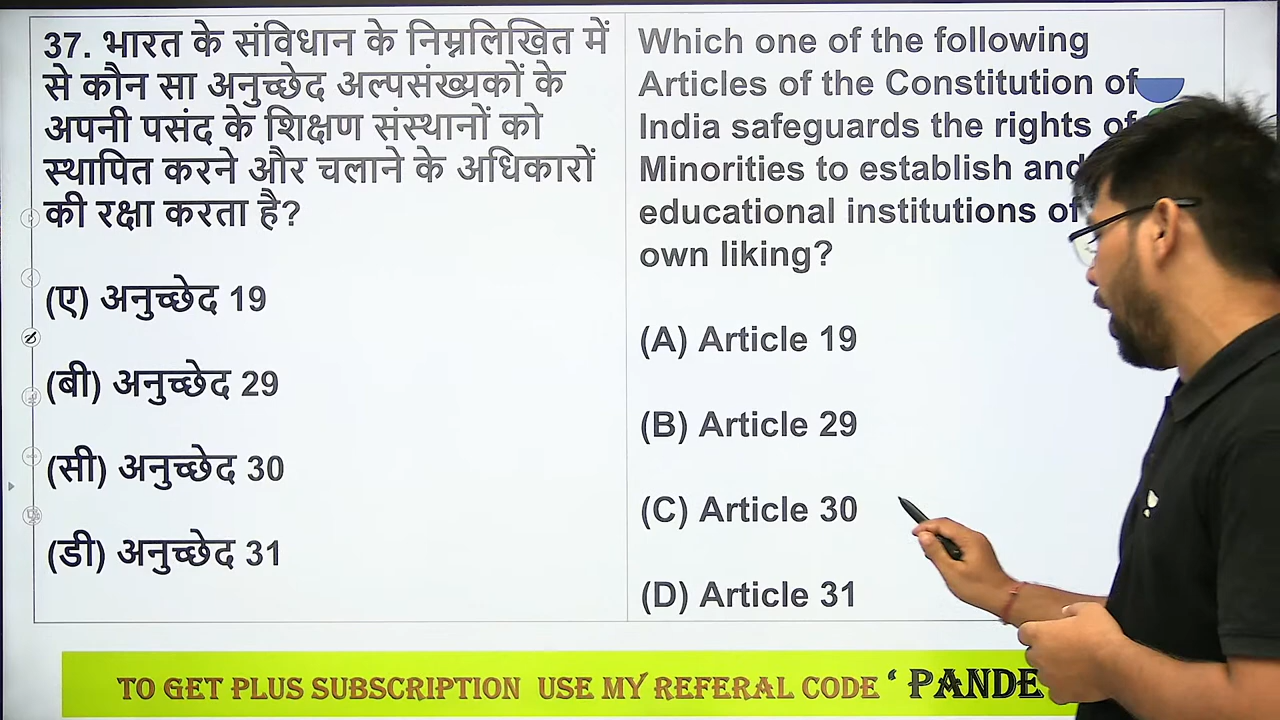 37. भारत के संविधान के निम्नलिखित में
से कौन सा अनुच्छेद अल्पसंख्यकों के
अपनी पसंद के शिक्षण संस्थानों को
स्थापित करने और चलाने के अधिकारों
की रक्षा करता है?
(ए) अनुच्छेद 19
(बी) अनुच्छेद 29
(सी) अनुच्छेद 30
(डी) अनुच्छेद 31
Which one of the following
Articles of the Constitution of
India safeguards the rights of
Minorities to establish and
educational institutions of
own liking?
(A) Article 19
(B) Article 29
(C) Article 30
(D) Article 31
TO GET PLUS SUBSCRIPTION USE MY REFERAL CODE ‘ PANDE